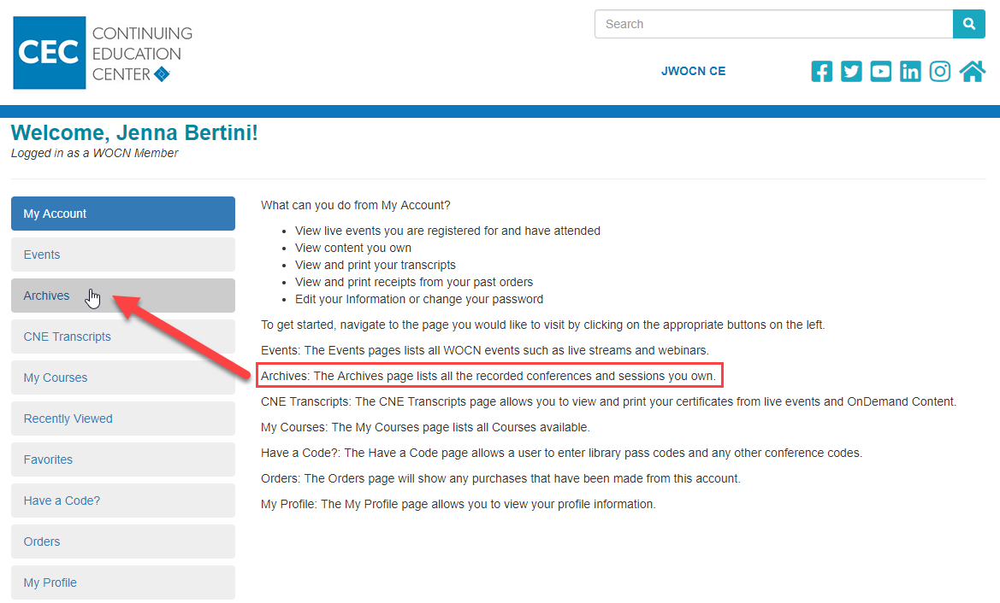 CEC
CONTINUING
EDUCATION
CENTER
Search
JWOCN CE
Welcome, Jenna Bertini!
Logged in as a WOCN Member
My Account
Events
Archives
CNE Transcripts
My Courses
Recently Viewed
Favorites
Have a Code?
Orders
My Profile
What can you do from My Account?
• View live events you are registered for and have attended
• View content you own
• View and print your transcripts
• View and print receipts from your past orders
• Edit your Information or change your password
To get started, navigate to the page you would like to visit by clicking on the appropriate buttons on the left.
Events: The Events pages lists all WOCN events such as live streams and webinars.
Archives: The Archives page lists all the recorded conferences and sessions you own.
CNE Transcripts: The CNE Transcripts page allows you to view and print your certificates from live events and OnDemand Content.
My Courses: The My Courses page lists all Courses available.
Have a Code?: The Have a Code page allows a user to enter library pass codes and any other conference codes.
Orders: The Orders page will show any purchases that have been made from this account.
My Profile: The My Profile page allows you to view your profile information.